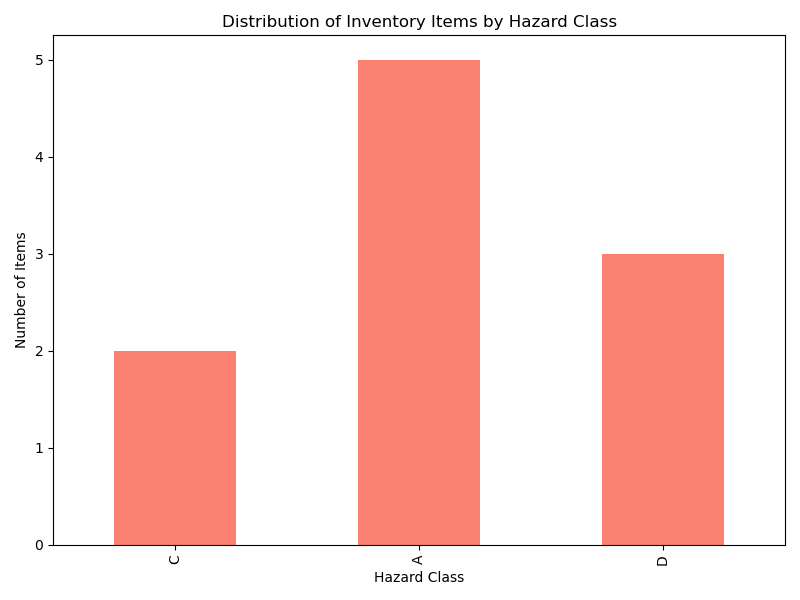 Distribution of Inventory Items by Hazard Class
Number of Items
5
4
3
2
1
0
C
A
D
Hazard Class